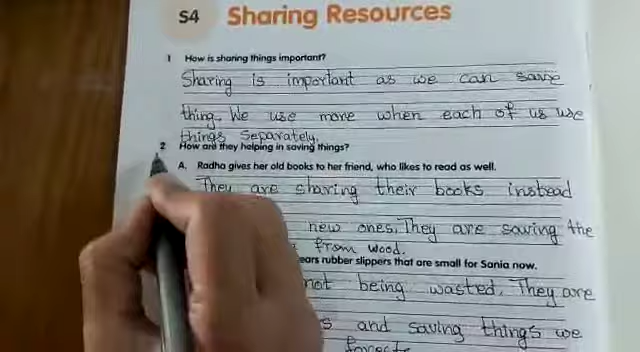 S4 Sharing Resources
1 How is sharing things important?
Sharing is important as we can
thing. We use more when each of us use
things separately.
2 How are they helping in saving things?
A. Radha gives her old books to her friend, who likes to read as well.
They are sharing their books instead
new ones. They are saving the
from wood.
ears rubber slippers that are small for Sania now.
not being wasted. They are
s and saving things we